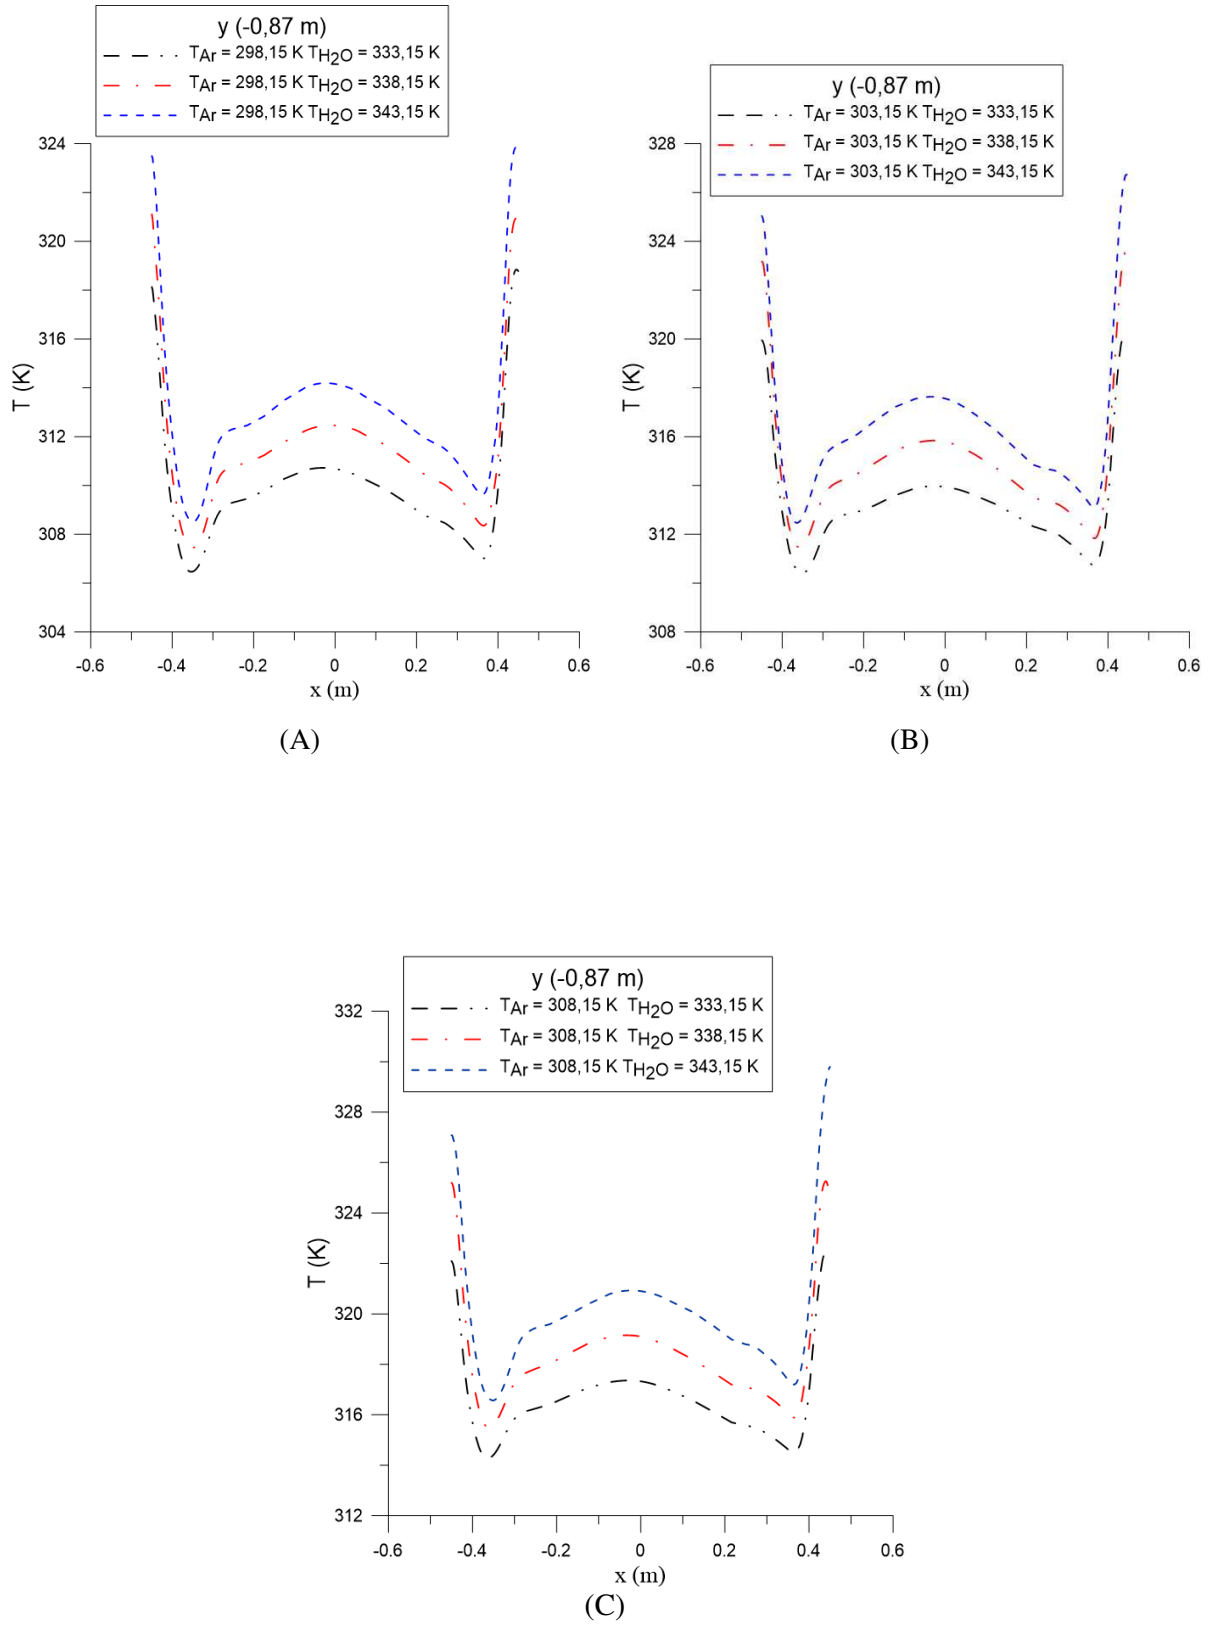 y (-0,87 m)
TAr = 298,15 K TH2O = 333,15 K
TAr = 298,15 K TH2O = 338,15 K
TAr = 298,15 K TH2O = 343,15 K
324
320
316
312
308
304
T (K)
-0.6 -0.4 -0.2 0 0.2 0.4 0.6
x (m)
(A)
y (-0,87 m)
TAr = 303,15 K TH2O = 333,15 K
TAr = 303,15 K TH2O = 338,15 K
TAr = 303,15 K TH2O = 343,15 K
328
324
320
316
312
308
T (K)
-0.6 -0.4 -0.2 0 0.2 0.4 0.6
x (m)
(B)
y (-0,87 m)
TAr = 308,15 K TH2O = 333,15 K
TAr = 308,15 K TH2O = 338,15 K
TAr = 308,15 K TH2O = 343,15 K
332
328
324
320
316
312
T (K)
-0.6 -0.4 -0.2 0 0.2 0.4 0.6
x (m)
(C)